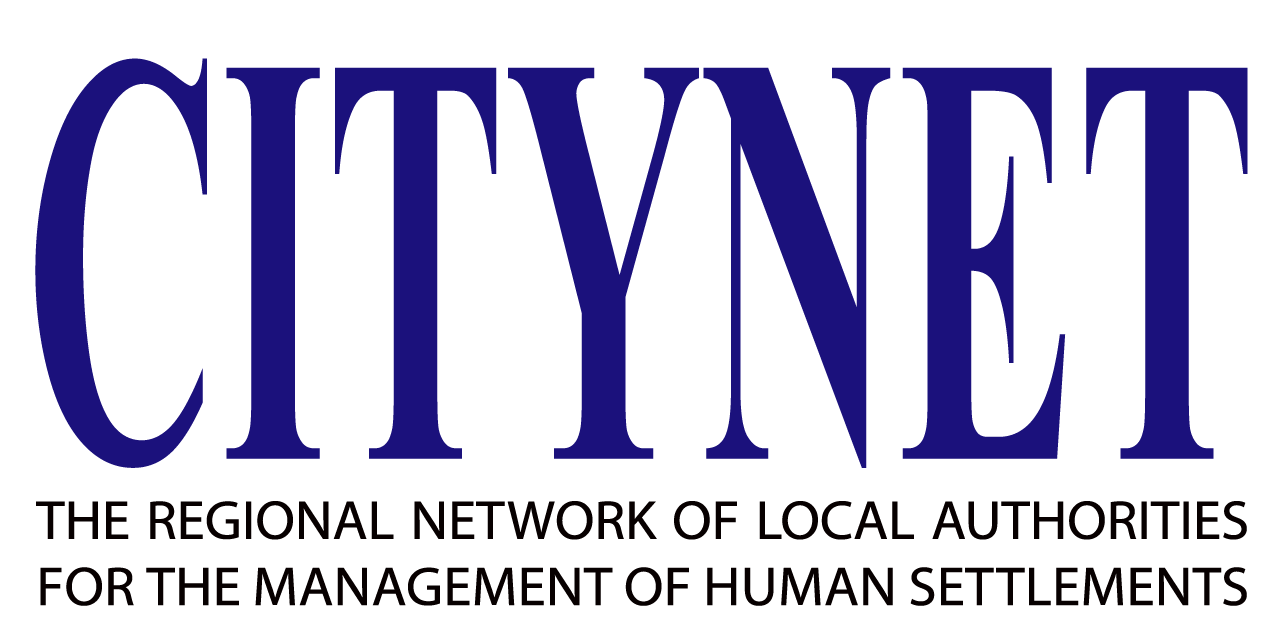 CITYNET
THE REGIONAL NETWORK OF LOCAL AUTHORITIES
FOR THE MANAGEMENT OF HUMAN SETTLEMENTS